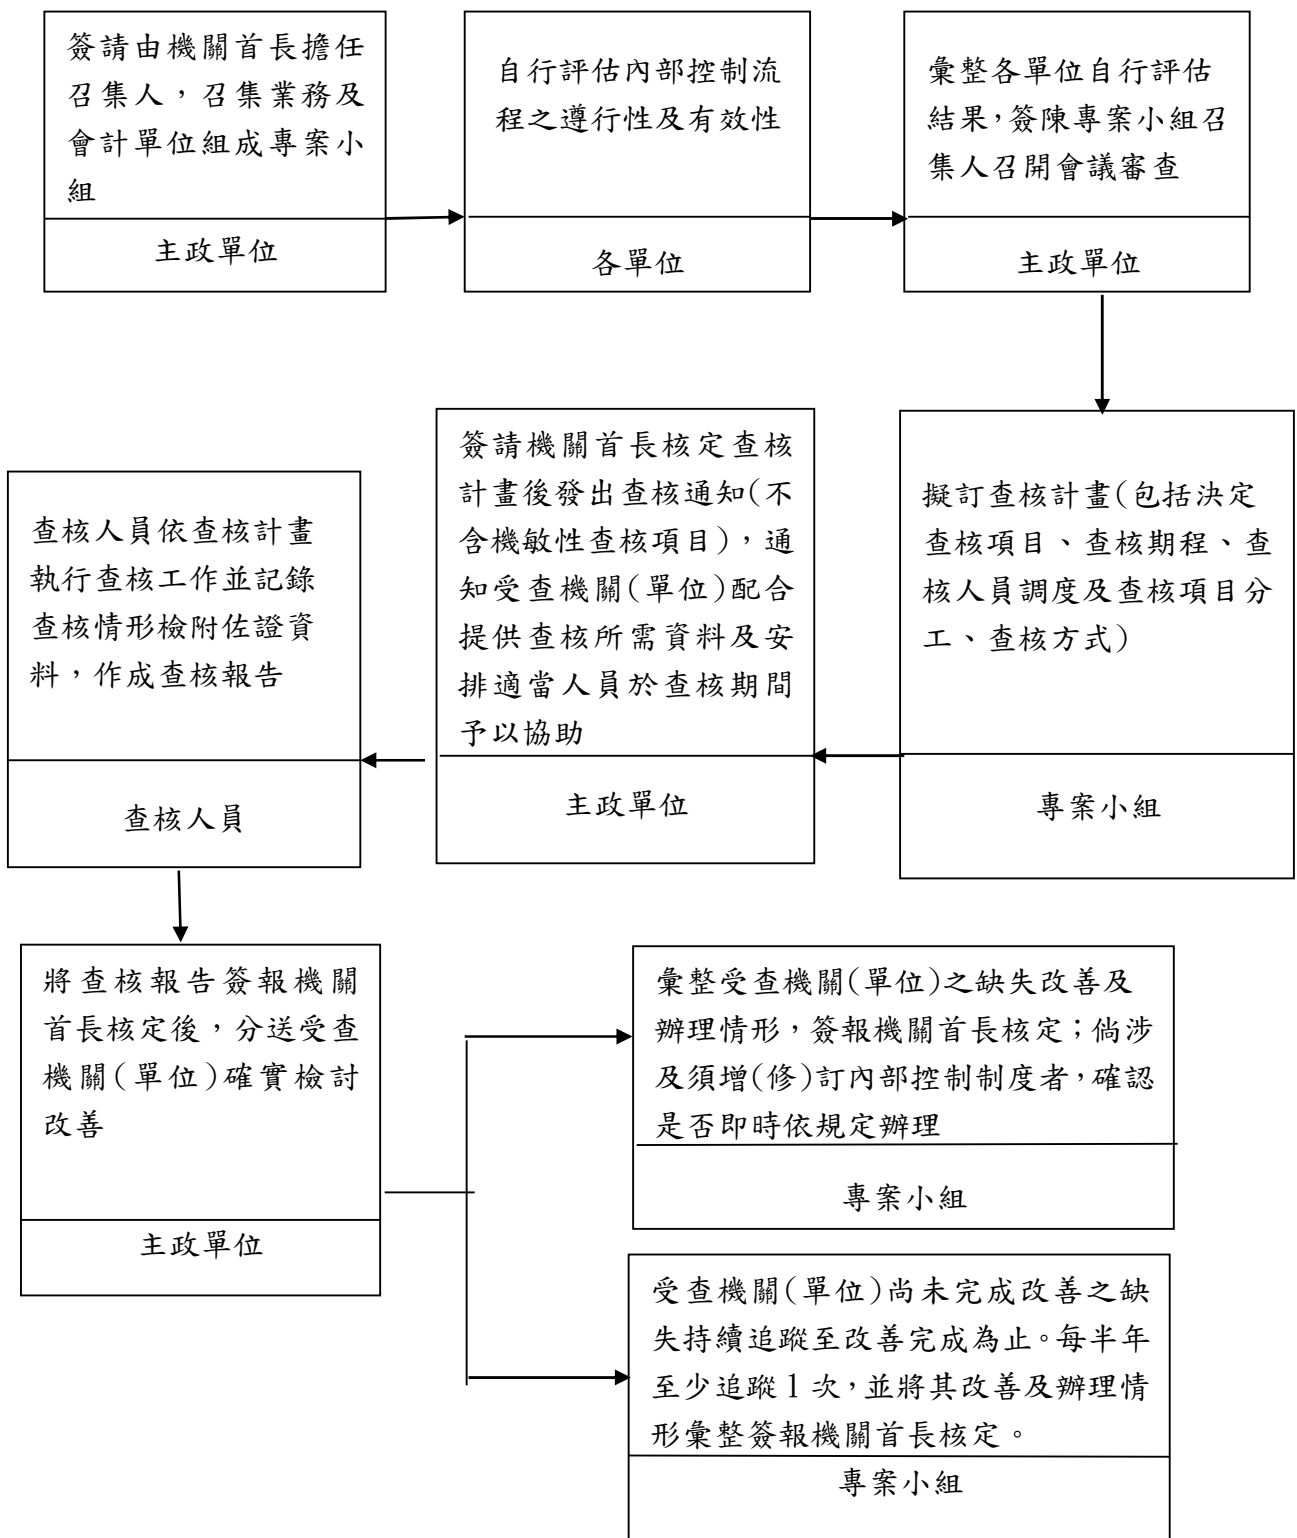 簽請由機關首長擔任
召集人，召集業務及
會計單位組成專案小
組
主政單位
自行評估內部控制流
程之遵行性及有效性
各單位
彙整各單位自行評估
結果，簽陳專案小組召
集人召開會議審查
主政單位
擬訂查核計畫(包括決定
查核項目、查核期程、查
核人員調度及查核項目分
工、查核方式)
專案小組
簽請機關首長核定查核
計畫後發出查核通知(不
含機敏性查核項目)，通
知受查機關(單位)配合
提供查核所需資料及安
排適當人員於查核期間
予以協助
主政單位
查核人員依查核計畫
執行查核工作並記錄
查核情形檢附佐證資
料，作成查核報告
查核人員
將查核報告簽報機關
首長核定後，分送受查
機關(單位)確實檢討
改善
主政單位
彙整受查機關(單位)之缺失改善及
辦理情形，簽報機關首長核定；倘涉
及須增(修)訂內部控制制度者，確認
是否即時依規定辦理
專案小組
受查機關(單位)尚未完成改善之缺
失持續追蹤至改善完成為止。每半年
至少追蹤1次，並將其改善及辦理情
形彙整簽報機關首長核定。
專案小組